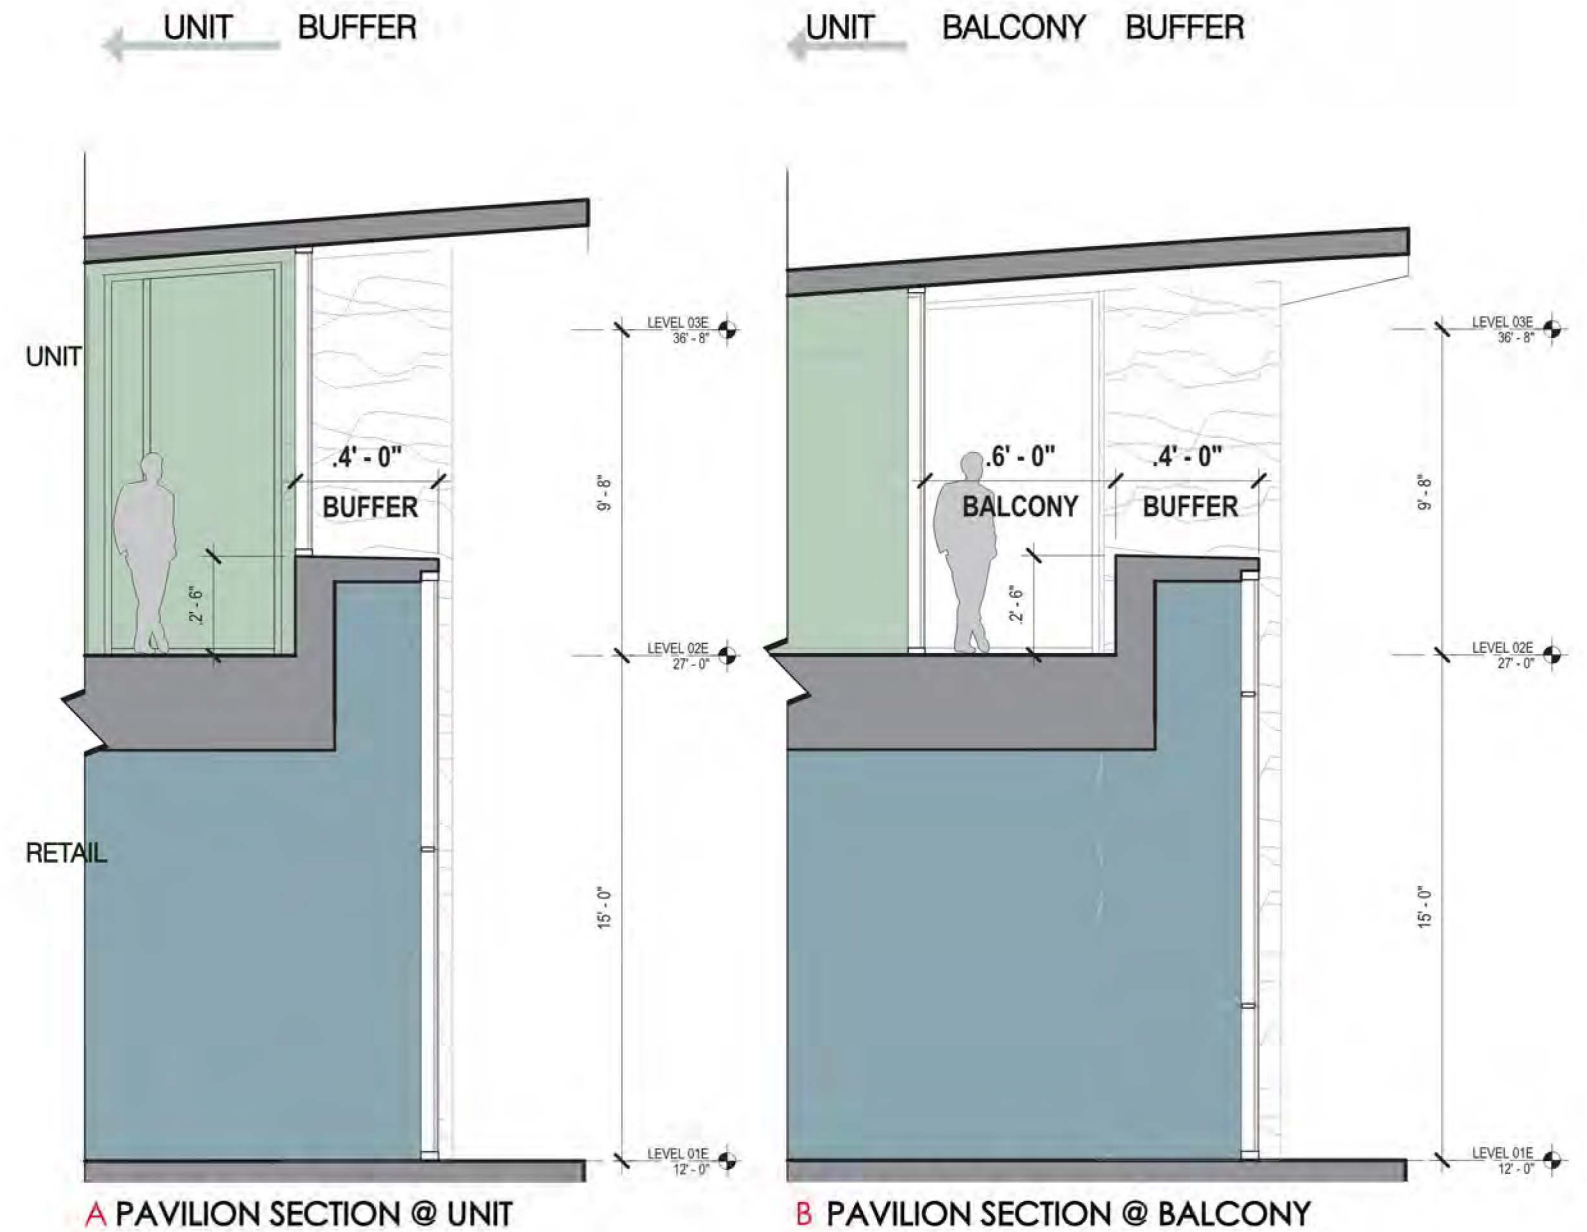 UNIT BUFFER
UNIT BALCONY BUFFER
LEVEL 03E
36' - 8"
UNIT
.4' - 0"
BUFFER
9' - 8"
.2' - 6"
LEVEL 02E
27' - 0"
RETAIL
15' - 0"
LEVEL 01E
12' - 0"
A PAVILION SECTION @ UNIT
LEVEL 03E
36' - 8"
.6' - 0"
BALCONY
.4' - 0"
BUFFER
9' - 8"
.2' - 6"
LEVEL 02E
27' - 0"
15' - 0"
LEVEL 01E
12' - 0"
B PAVILION SECTION @ BALCONY